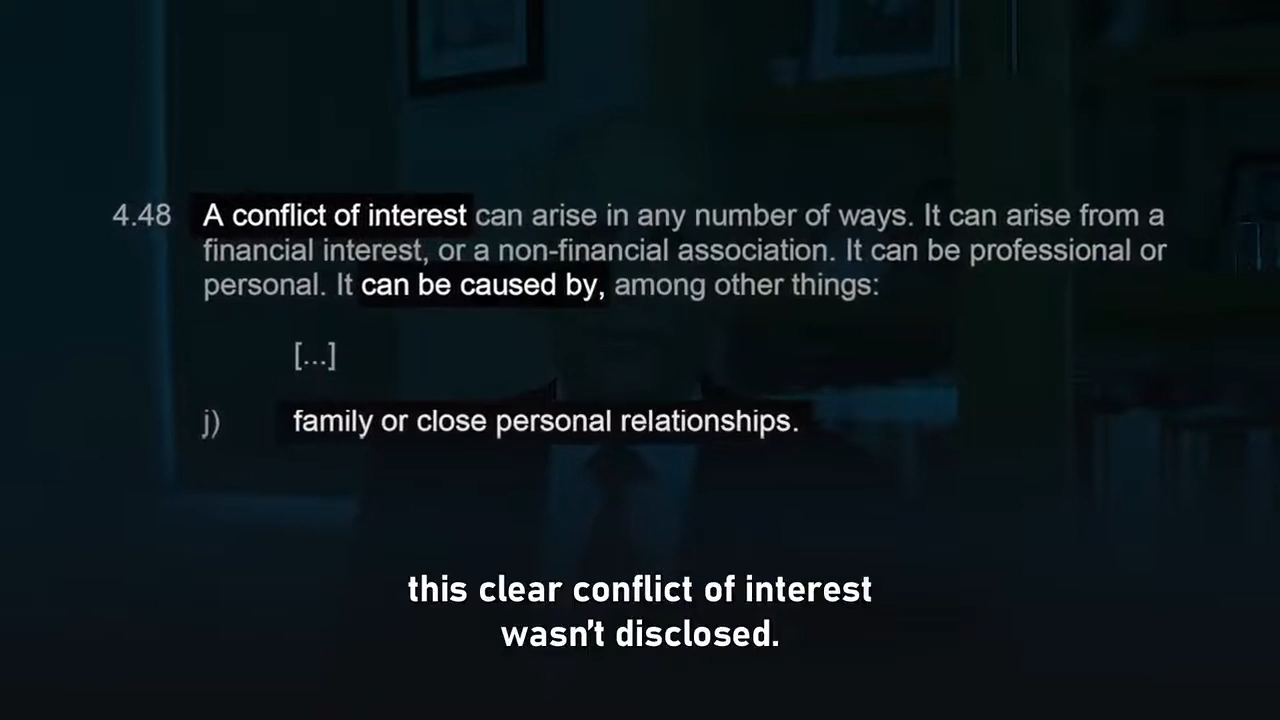 4.48 A conflict of interest can arise in any number of ways. It can arise from a
financial interest, or a non-financial association. It can be professional or
personal. It can be caused by, among other things:
[...]
j) family or close personal relationships.
this clear conflict of interest
wasn't disclosed.